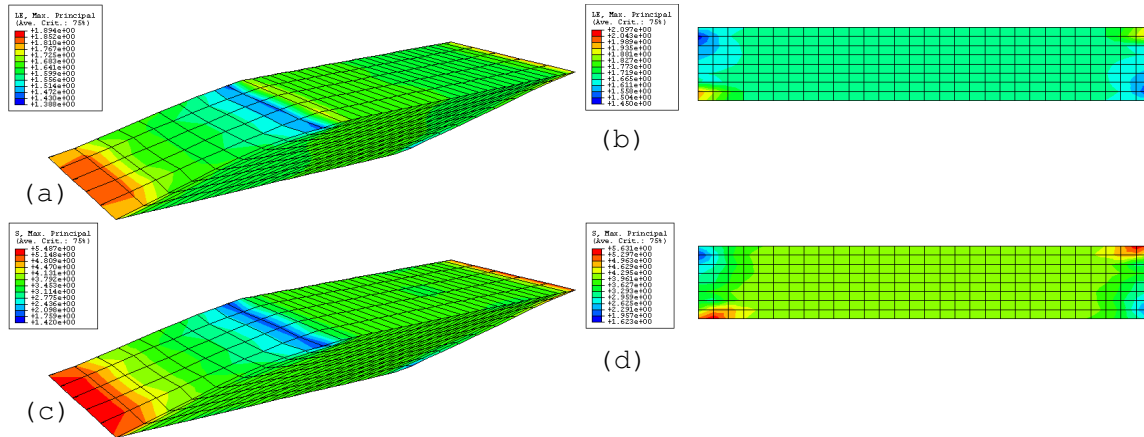 LE, Max. Principal
(Ave. Crit.: 75%)
+1.894e+00
+1.852e+00
+1.810e+00
+1.767e+00
+1.725e+00
+1.683e+00
+1.641e+00
+1.599e+00
+1.556e+00
+1.514e+00
+1.472e+00
+1.430e+00
+1.388e+00
(a)
LE, Max. Principal
(Ave. Crit.: 75%)
+2.097e+00
+2.043e+00
+1.989e+00
+1.935e+00
+1.881e+00
+1.827e+00
+1.773e+00
+1.719e+00
+1.665e+00
+1.611e+00
+1.558e+00
+1.504e+00
+1.450e+00
(b)
S, Max. Principal
(Ave. Crit.: 75%)
+5.487e+00
+5.148e+00
+4.809e+00
+4.470e+00
+4.131e+00
+3.792e+00
+3.453e+00
+3.114e+00
+2.775e+00
+2.436e+00
+2.098e+00
+1.759e+00
+1.420e+00
(c)
S, Max. Principal
(Ave. Crit.: 75%)
+5.631e+00
+5.297e+00
+4.963e+00
+4.629e+00
+4.295e+00
+3.961e+00
+3.627e+00
+3.293e+00
+2.959e+00
+2.625e+00
+2.291e+00
+1.957e+00
+1.623e+00
(d)